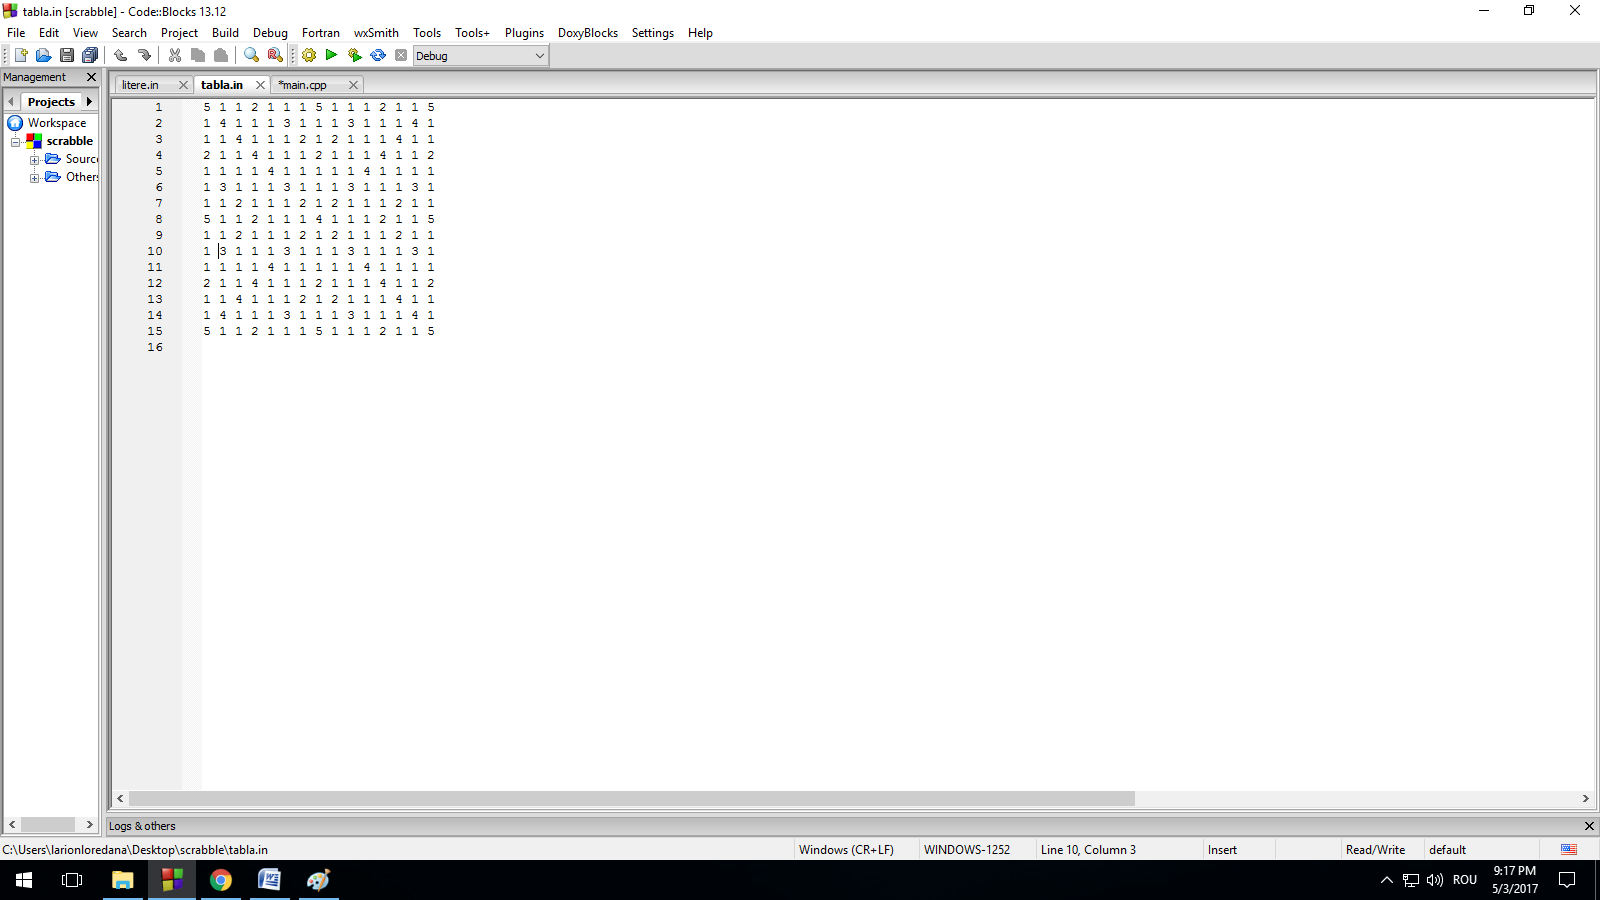 tabla.in [scrabble] - Code::Blocks 13.12
File Edit View Search Project Build Debug Fortran wxSmith Tools Tools+ Plugins DoxyBlocks Settings Help
Debug
Management
Projects
Workspace
scrabble
Sourc
Others
litere.in tabla.in *main.cpp
1 5 1 1 2 1 1 1 5 1 1 1 2 1 1 5
2 1 4 1 1 1 3 1 1 1 3 1 1 1 4 1
3 1 1 4 1 1 1 2 1 2 1 1 1 4 1 1
4 2 1 1 4 1 1 1 2 1 1 1 4 1 1 2
5 1 1 1 1 4 1 1 1 1 1 4 1 1 1 1
6 1 3 1 1 1 3 1 1 1 3 1 1 1 3 1
7 1 1 2 1 1 1 2 1 2 1 1 1 2 1 1
8 5 1 1 2 1 1 1 4 1 1 1 2 1 1 5
9 1 1 2 1 1 1 2 1 2 1 1 1 2 1 1
10 1 3 1 1 1 3 1 1 1 3 1 1 1 3 1
11 1 1 1 1 4 1 1 1 1 1 4 1 1 1 1
12 2 1 1 4 1 1 1 2 1 1 1 4 1 1 2
13 1 1 4 1 1 1 2 1 2 1 1 1 4 1 1
14 1 4 1 1 1 3 1 1 1 3 1 1 1 4 1
15 5 1 1 2 1 1 1 5 1 1 1 2 1 1 5
16
Logs & others
C:\Users\larionloredana\Desktop\scrabble\tabla.in Windows (CR+LF) WINDOWS-1252 Line 10, Column 3 Insert Read/Write default
ROU
9:17 PM
5/3/2017